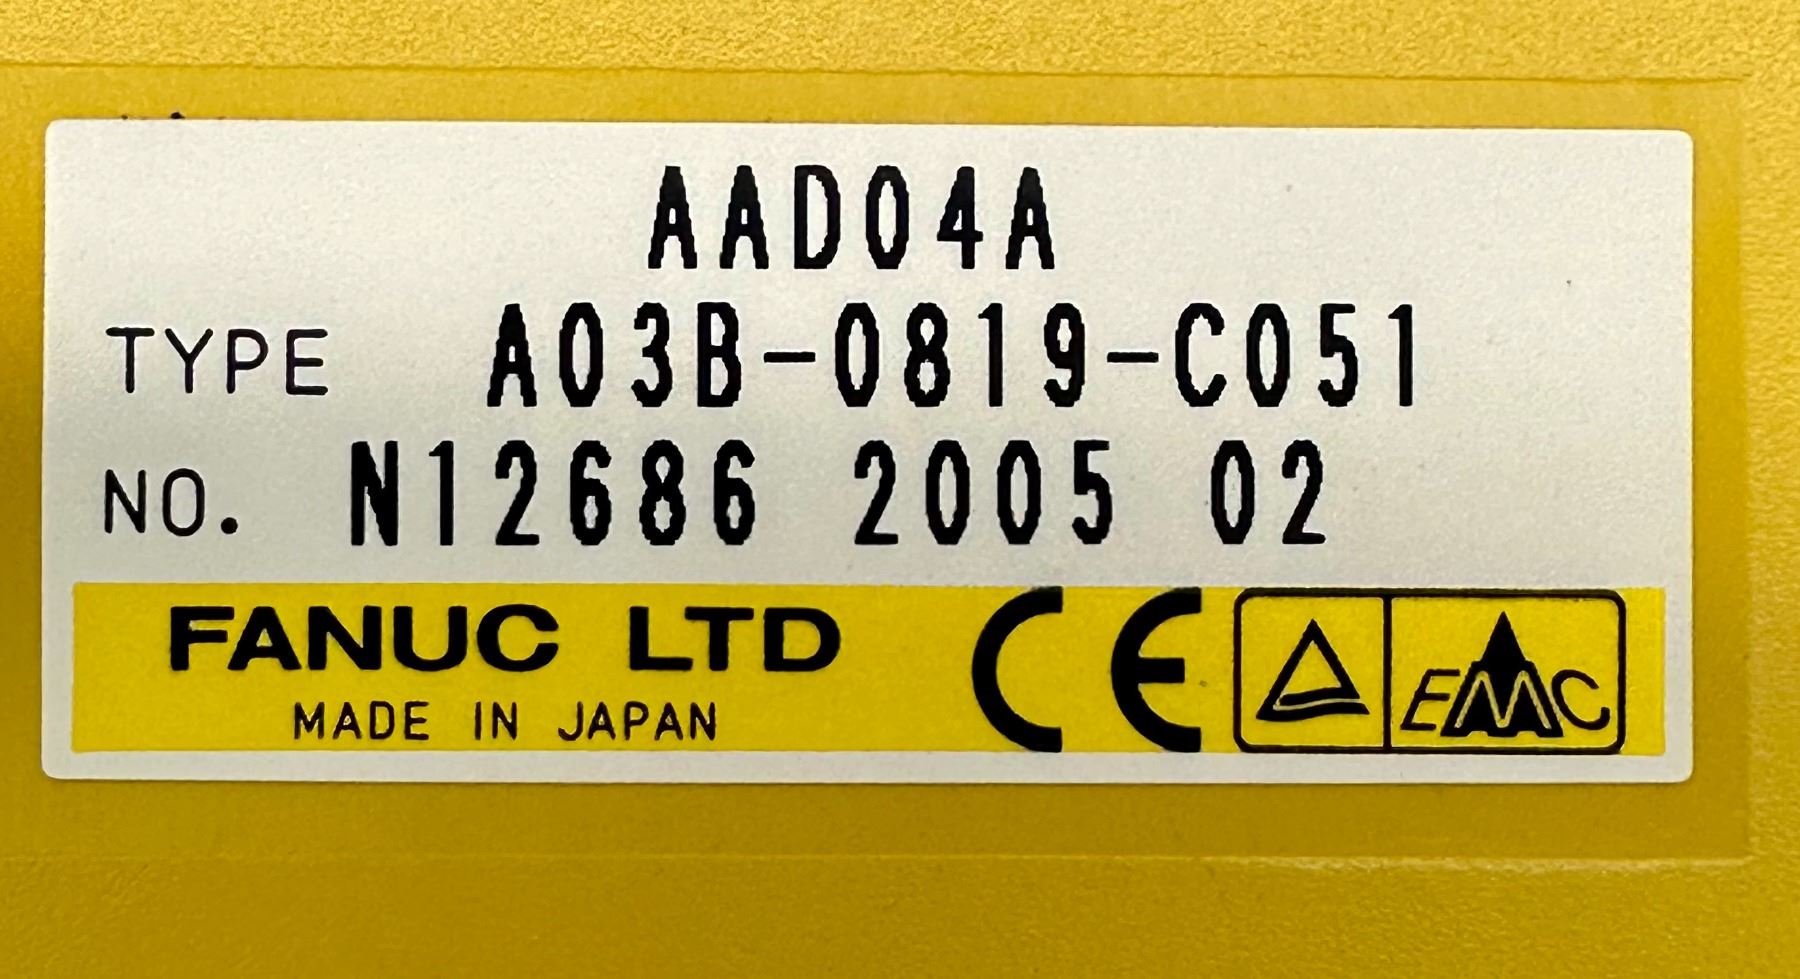 AAD04A
TYPE A03B-0819-C051
NO. N12686 2005 02
FANUC LTD
MADE IN JAPAN
CE
EMC